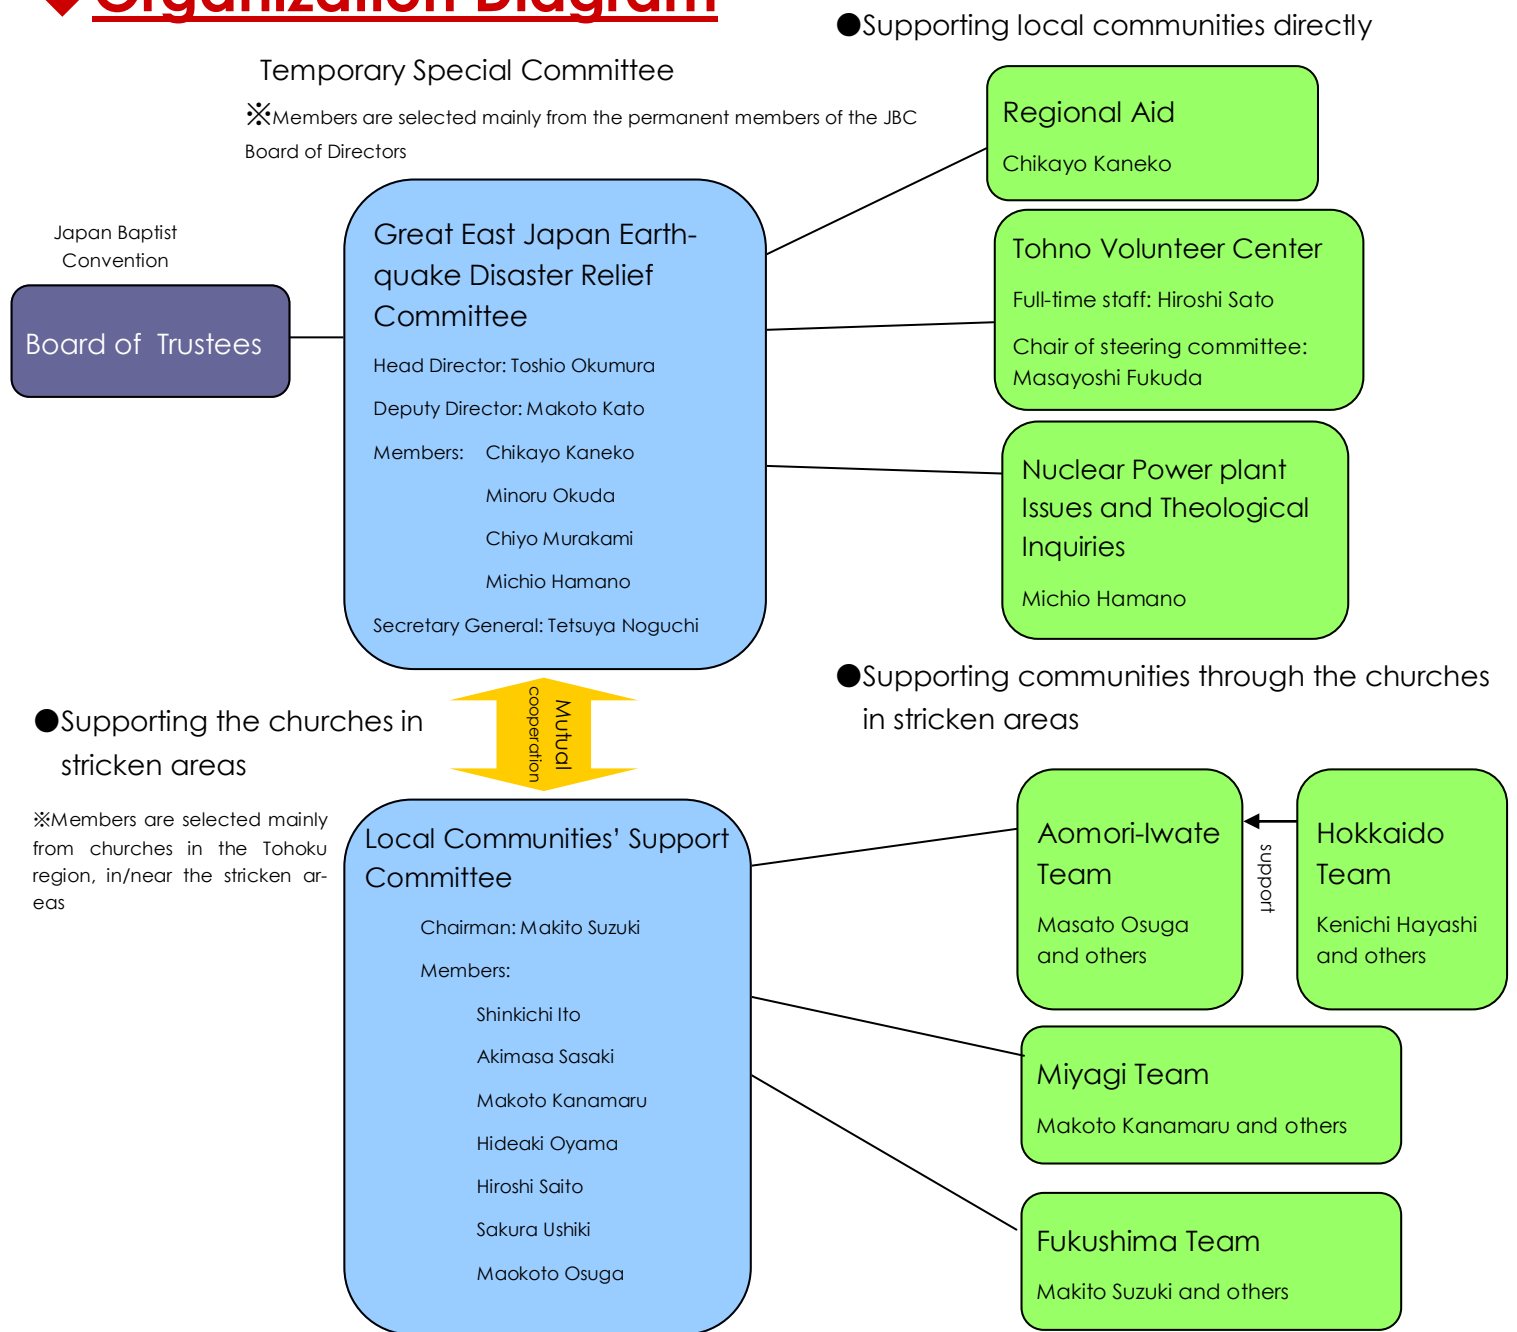 ◆Organization Diagram
●Supporting local communities directly
Temporary Special Committee
※Members are selected mainly from the permanent members of the JBC
Board of Directors
Japan Baptist
Convention
Board of Trustees
Great East Japan Earth-
quake Disaster Relief
Committee
Head Director: Toshio Okumura
Deputy Director: Makoto Kato
Members: Chikayo Kaneko
Minoru Okuda
Chiyo Murakami
Michio Hamano
Secretary General: Tetsuya Noguchi
Regional Aid
Chikayo Kaneko
Tohno Volunteer Center
Full-time staff: Hiroshi Sato
Chair of steering committee:
Masayoshi Fukuda
Nuclear Power plant
Issues and Theological
Inquiries
Michio Hamano
Mutual
cooperation
●Supporting the churches in
stricken areas
※Members are selected mainly
from churches in the Tohoku
region, in/near the stricken ar-
eas
Local Communities’ Support
Committee
Chairman: Makito Suzuki
Members:
Shinkichi Ito
Akimasa Sasaki
Makoto Kanamaru
Hideaki Oyama
Hiroshi Saito
Sakura Ushiki
Maokoto Osuga
●Supporting communities through the churches
in stricken areas
Aomori-Iwate
Team
Masato Osuga
and others
support
Hokkaido
Team
Kenichi Hayashi
and others
Miyagi Team
Makoto Kanamaru and others
Fukushima Team
Makito Suzuki and others